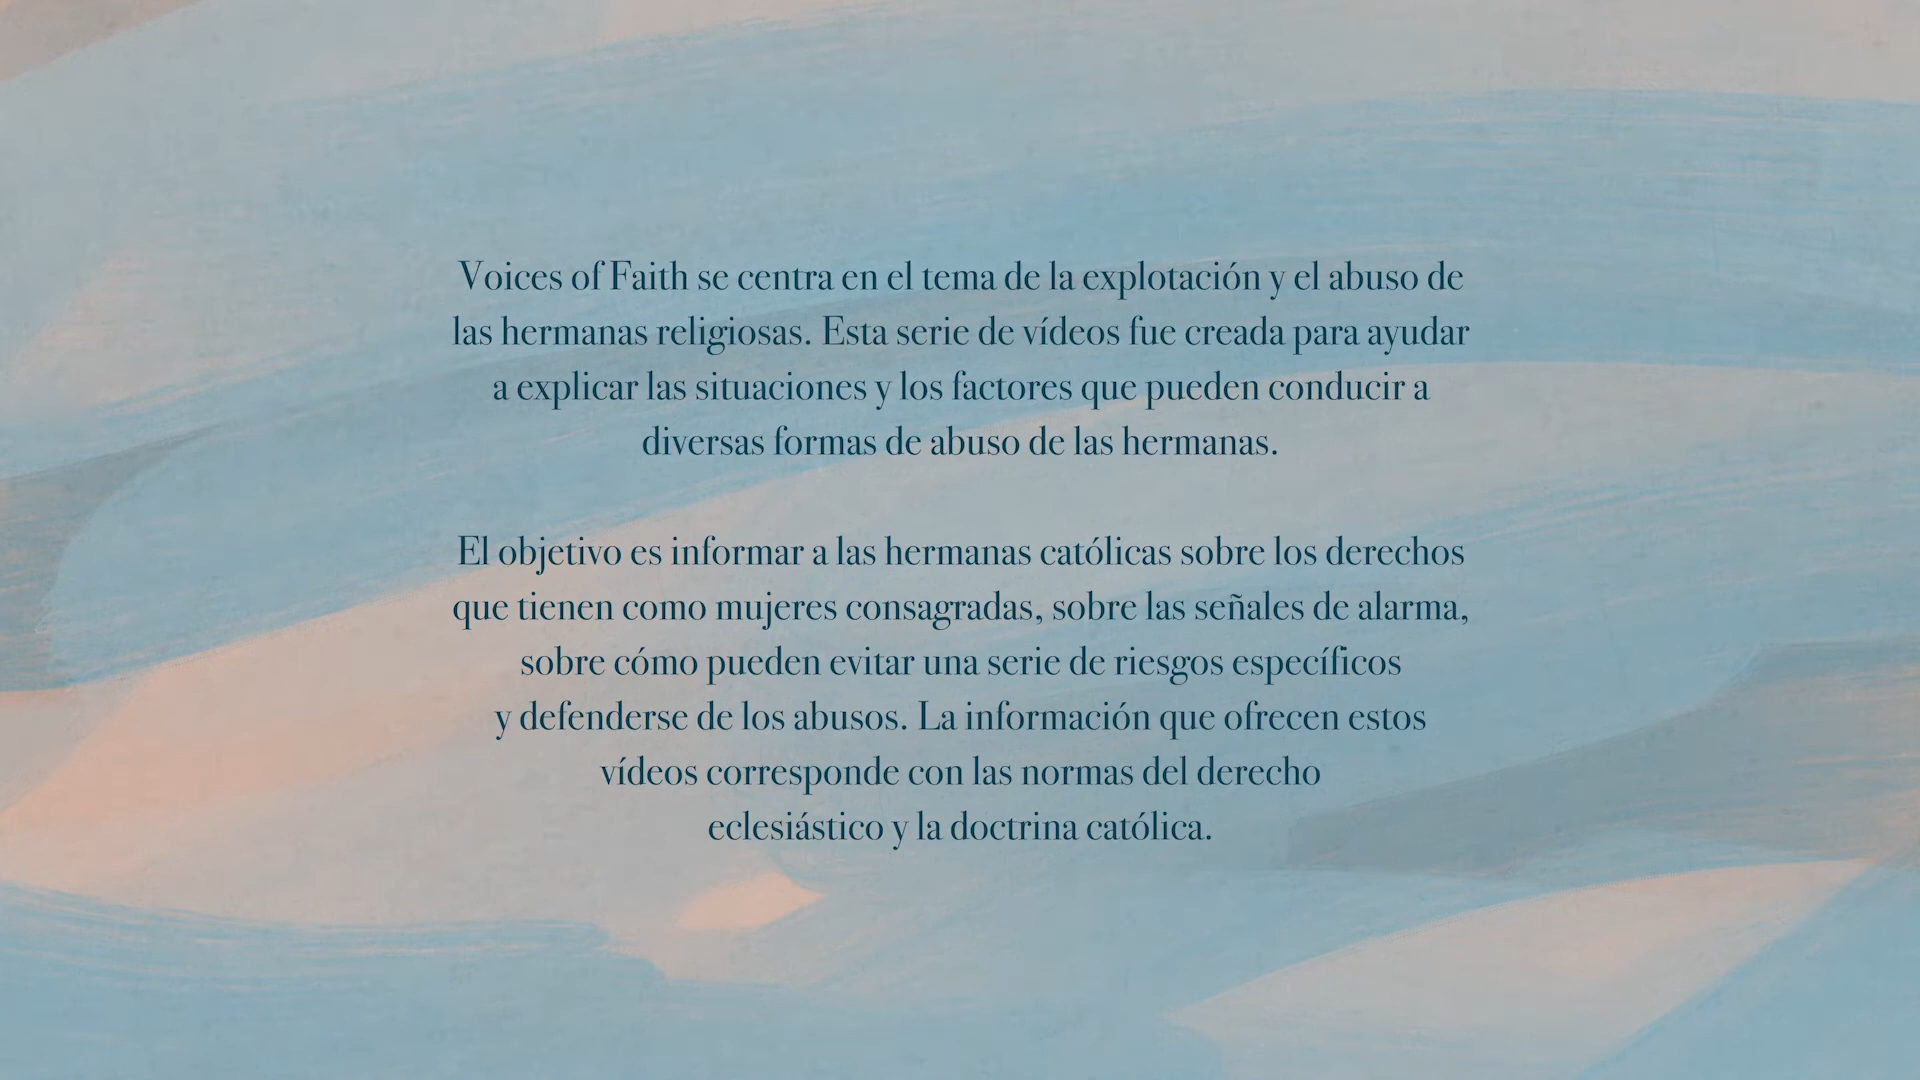 Voices of Faith se centra en el tema de la explotación y el abuso de
las hermanas religiosas. Esta serie de vídeos fue creada para ayudar
a explicar las situaciones y los factores que pueden conducir a
diversas formas de abuso de las hermanas.
El objetivo es informar a las hermanas católicas sobre los derechos
que tienen como mujeres consagradas, sobre las señales de alarma,
sobre cómo pueden evitar una serie de riesgos específicos
y defenderse de los abusos. La información que ofrecen estos
vídeos corresponde con las normas del derecho
eclesiástico y la doctrina católica.